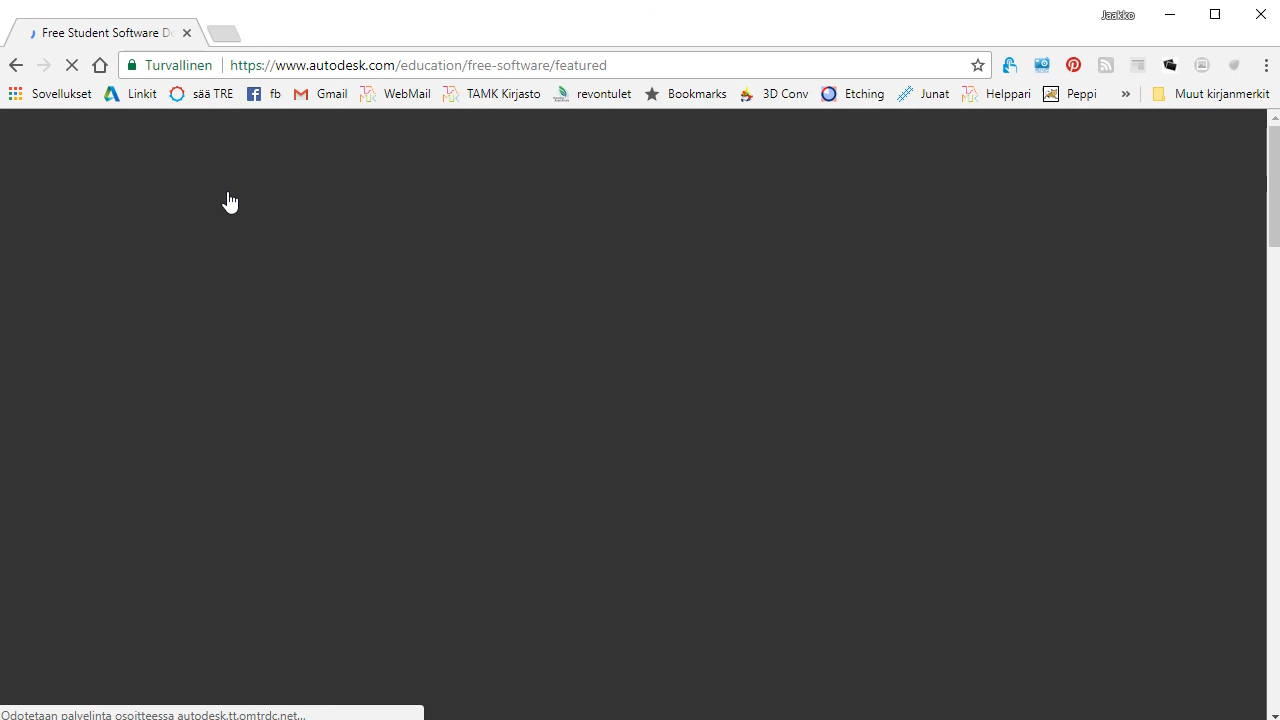 Jaakko
Free Student Software Do
Turvallinen https://www.autodesk.com/education/free-software/featured
Sovellukset Linkit sää TRE fb Gmail WebMail TAMK Kirjasto revontulet Bookmarks 3D Conv Etching Junat Helppari Peppi » Muut kirjanmerkit
Odotetaan palvelinta osoitteessa autodesk.tt.omtrdc.net...